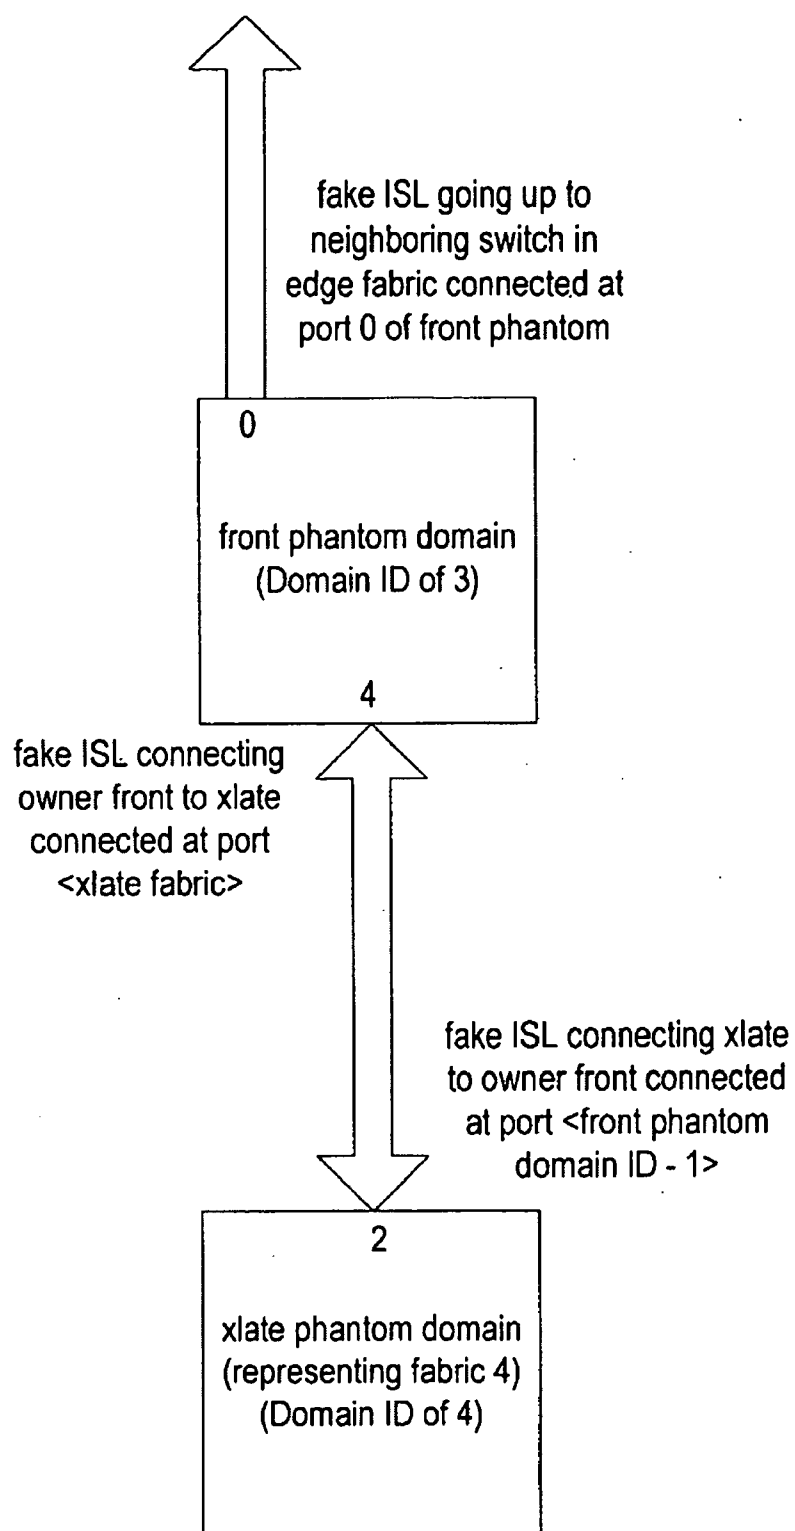 fake ISL going up to
neighboring switch in
edge fabric connected at
port 0 of front phantom
0
front phantom domain
(Domain ID of 3)
4
fake ISL connecting
owner front to xlate
connected at port
<xlate fabric>
fake ISL connecting xlate
to owner front connected
at port <front phantom
domain ID - 1>
2
xlate phantom domain
(representing fabric 4)
(Domain ID of 4)